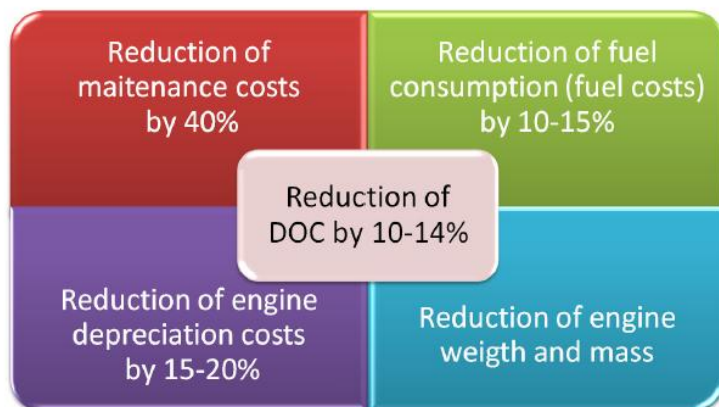 Reduction of
maitenance costs
by 40%
Reduction of fuel
consumption (fuel costs)
by 10-15%
Reduction of
DOC by 10-14%
Reduction of engine
depreciation costs
by 15-20%
Reduction of engine
weigth and mass